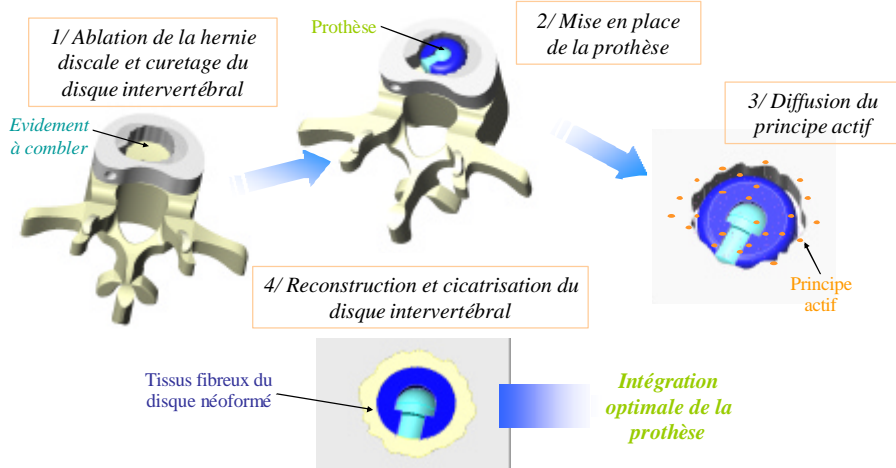 1/ Ablation de la hernie
discale et curetage du
disque intervertébral
Evidement
à combler
Prothèse
2/ Mise en place
de la prothèse
3/ Diffusion du
principe actif
Principe
actif
4/ Reconstruction et cicatrisation du
disque intervertébral
Tissus fibreux du
disque néoformé
Intégration
optimale de la
prothèse